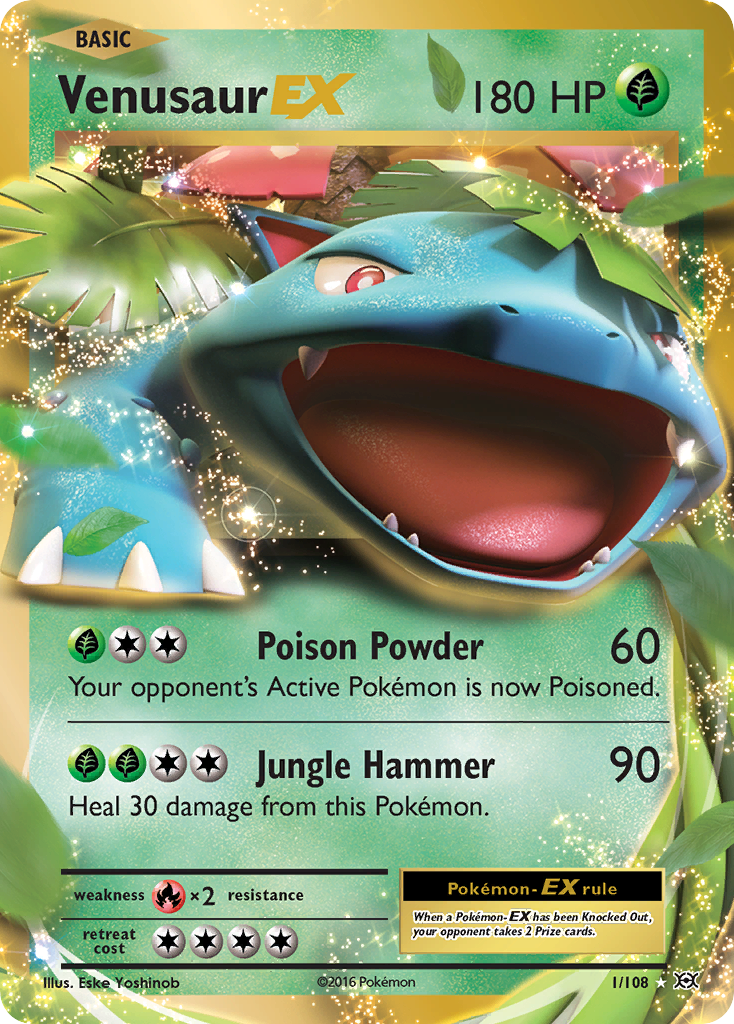 BASIC
Venusaur EX 180 HP
Poison Powder 60
Your opponent's Active Pokémon is now Poisoned.
Jungle Hammer 90
Heal 30 damage from this Pokémon.
weakness ×2 resistance
retreat
cost
Pokémon-EX rule
When a Pokémon-EX has been Knocked Out,
your opponent takes 2 Prize cards.
Illus. Eske Yoshinob ©2016 Pokémon 1/108